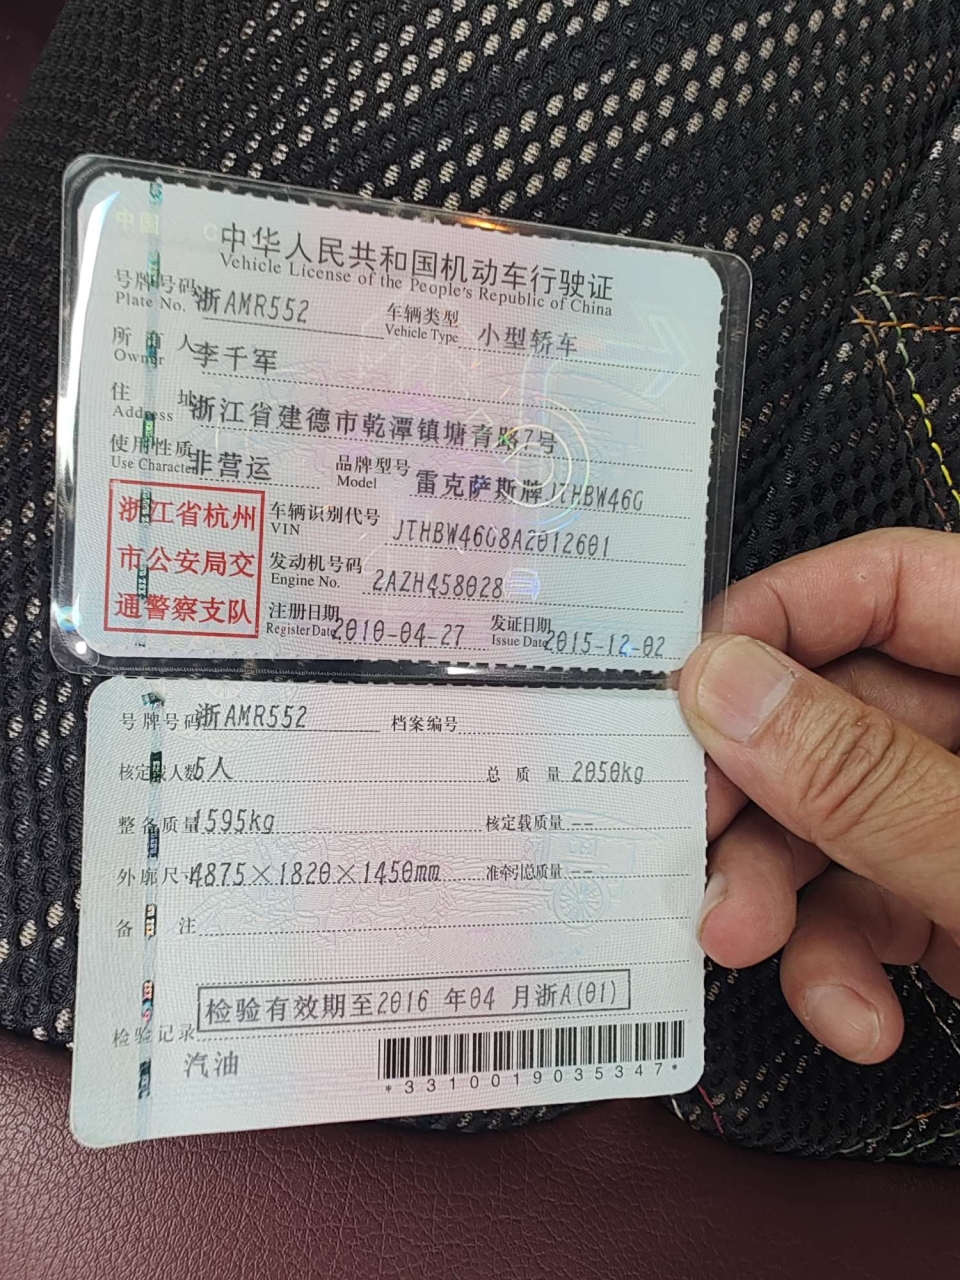 中华人民共和国机动车行驶证
Vehicle License of the People's Republic of China
号牌号码 浙AMR552 车辆类型 小型轿车
Plate No. Vehicle Type
所有人 李千军
Owner
住址 浙江省建德市乾潭镇塘育路7号
Address
使用性质 非营运 品牌型号 雷克萨斯牌JTHBW46G
Use Character Model
浙江省杭州
市公安局交
通警察支队
车辆识别代号 JTHBW46G8A2012601
VIN
发动机号码 2AZH458028
Engine No.
注册日期 2010-04-27 发证日期 2015-12-02
Register Date Issue Date
号牌号码 浙AMR552 档案编号
核定载人数 5人 总质量 2050kg
整备质量 1595kg 核定载质量 --
外廓尺寸 4875×1820×1450mm 准牵引总质量 --
备注
检验有效期至2016年04月浙A(01)
检验记录
汽油
*3310019035347*